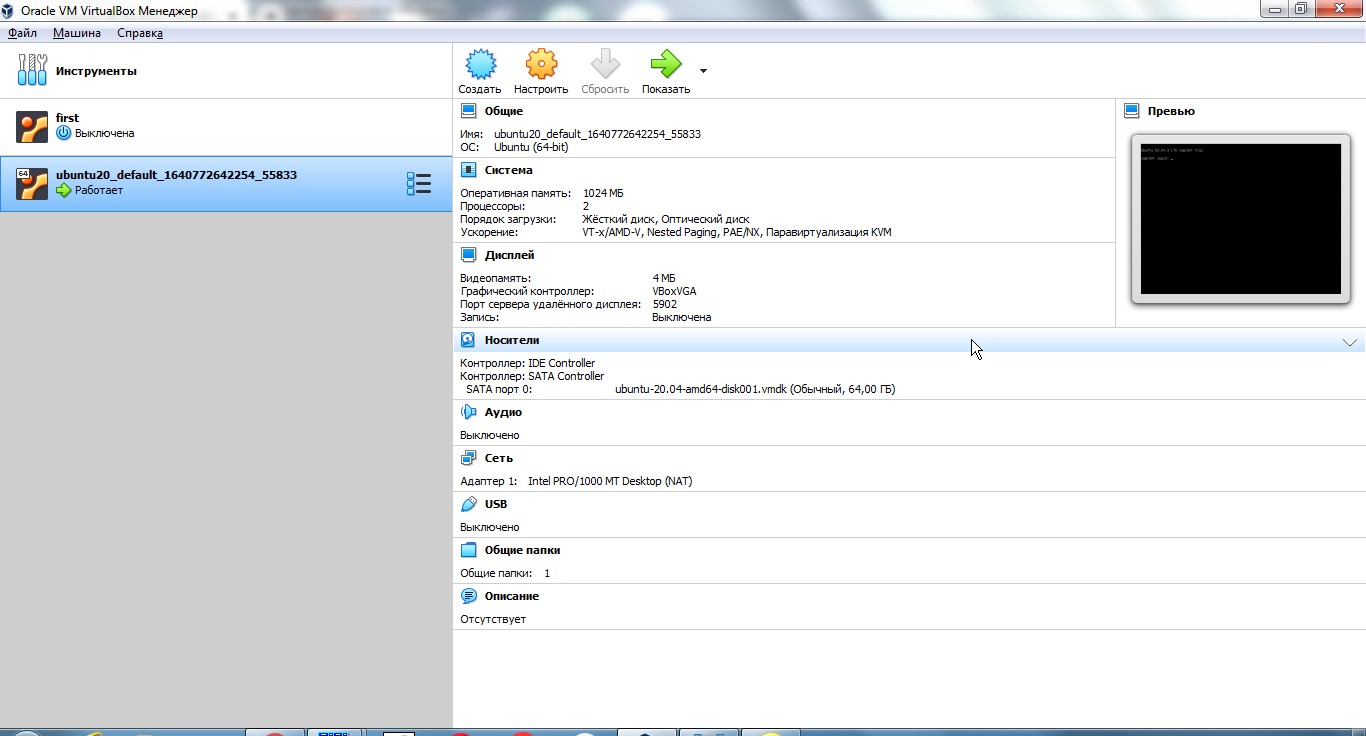 Oracle VM VirtualBox Менеджер
Файл Машина Справка
Инструменты
Создать Настроить Сбросить Показать
first
Выключена
64
ubuntu20_default_1640772642254_55833
Работает
Общие
Имя: ubuntu20_default_1640772642254_55833
ОС: Ubuntu (64-bit)
Система
Оперативная память: 1024 МБ
Процессоры: 2
Порядок загрузки: Жёсткий диск, Оптический диск
Ускорение: VT-x/AMD-V, Nested Paging, PAE/NX, Паравиртуализация KVM
Дисплей
Видеопамять: 4 МБ
Графический контроллер: VBoxVGA
Порт сервера удалённого дисплея: 5902
Запись: Выключена
Превью
Носители
Контроллер: IDE Controller
Контроллер: SATA Controller
SATA порт 0: ubuntu-20.04-amd64-disk001.vmdk (Обычный, 64,00 ГБ)
Аудио
Выключено
Сеть
Адаптер 1: Intel PRO/1000 MT Desktop (NAT)
USB
Выключено
Общие папки
Общие папки: 1
Описание
Отсутствует